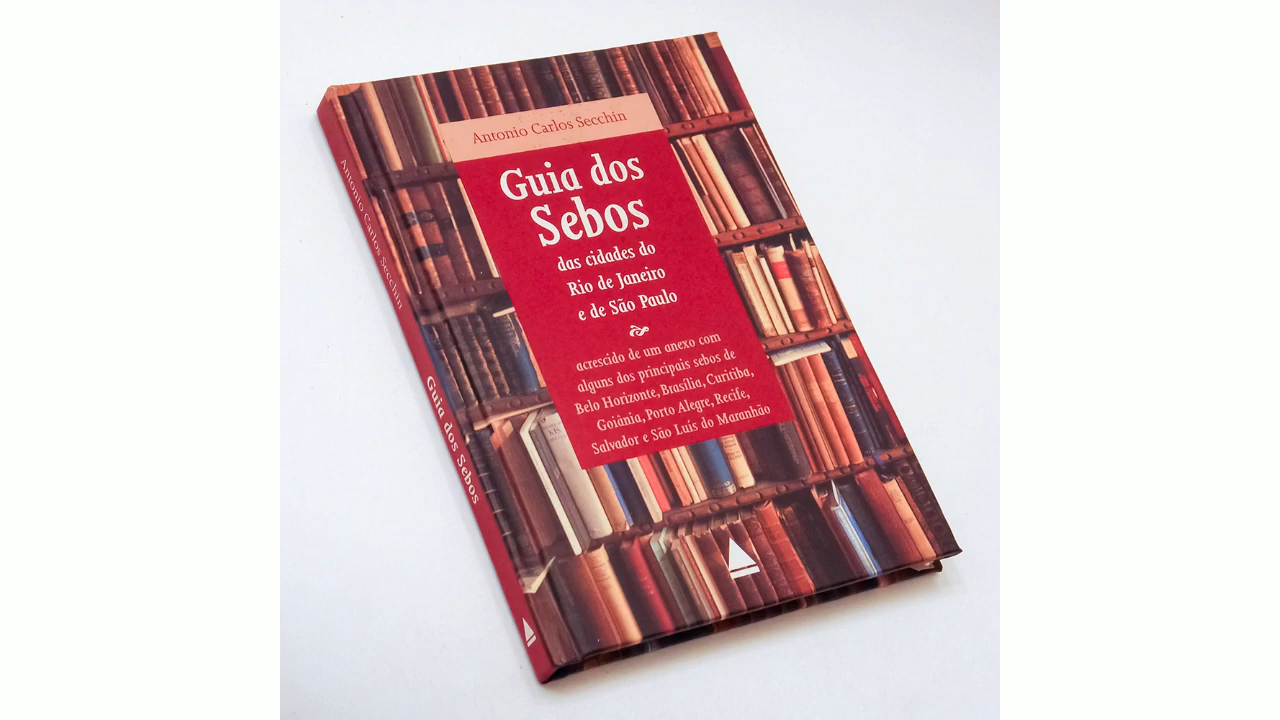 Antonio Carlos Secchin
Guia dos
Sebos
das cidades do
Rio de Janeiro
e de São Paulo
acrescido de um anexo com
alguns dos principais sebos de
Belo Horizonte, Brasília, Curitiba,
Goiânia, Porto Alegre, Recife,
Salvador e São Luís do Maranhão
Antonio Carlos Secchin
Guia dos Sebos